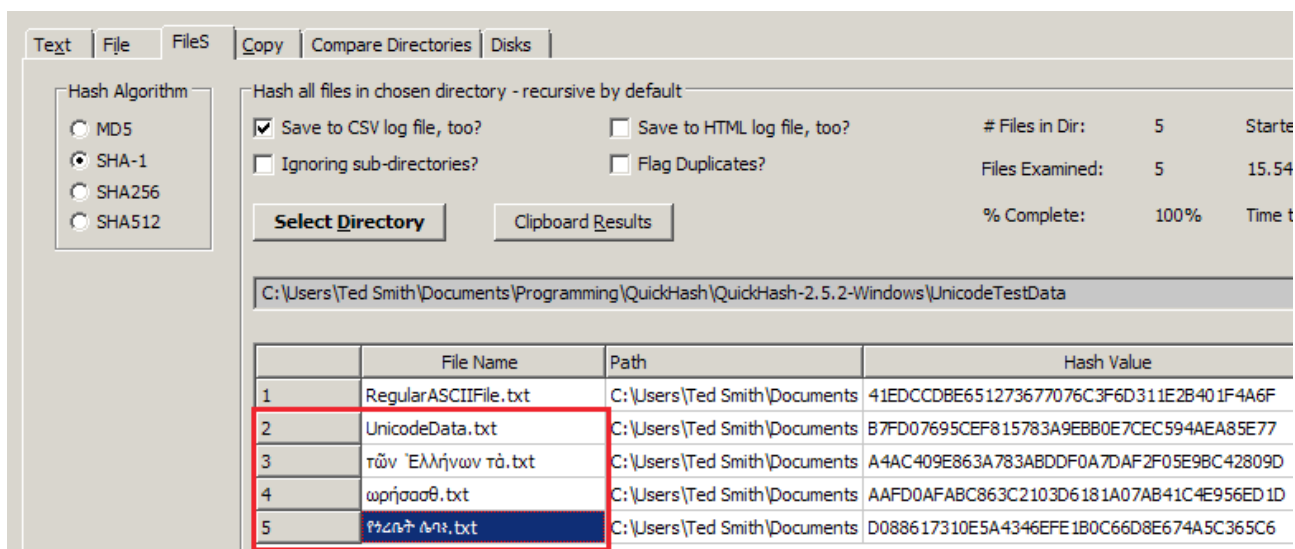 Text File FileS Copy Compare Directories Disks
Hash Algorithm
MD5
SHA-1
SHA256
SHA512
Hash all files in chosen directory - recursive by default
Save to CSV log file, too? Save to HTML log file, too?
Ignoring sub-directories? Flag Duplicates?
Select Directory Clipboard Results
# Files in Dir: 5 Starte
Files Examined: 5 15.54
% Complete: 100% Time t
C:\Users\Ted Smith\Documents\Programming\QuickHash\QuickHash-2.5.2-Windows\UnicodeTestData
File Name Path Hash Value
1 RegularASCIIFile.txt C:\Users\Ted Smith\Documents 41EDCCDBE651273677076C3F6D311E2B401F4A6F
2 UnicodeData.txt C:\Users\Ted Smith\Documents B7FD07695CEF815783A9EBB0E7CEC594AEA85E77
3 τῶν Ἑλλήνων τὰ.txt C:\Users\Ted Smith\Documents A4AC409E863A783ABDDF0A7DAF2F05E9BC42809D
4 ωρήσασθ.txt C:\Users\Ted Smith\Documents AAFD0AFABC863C2103D6181A07AB41C4E956ED1D
5 .txt C:\Users\Ted Smith\Documents D088617310E5A4346EFE1B0C66D8E674A5C365C6